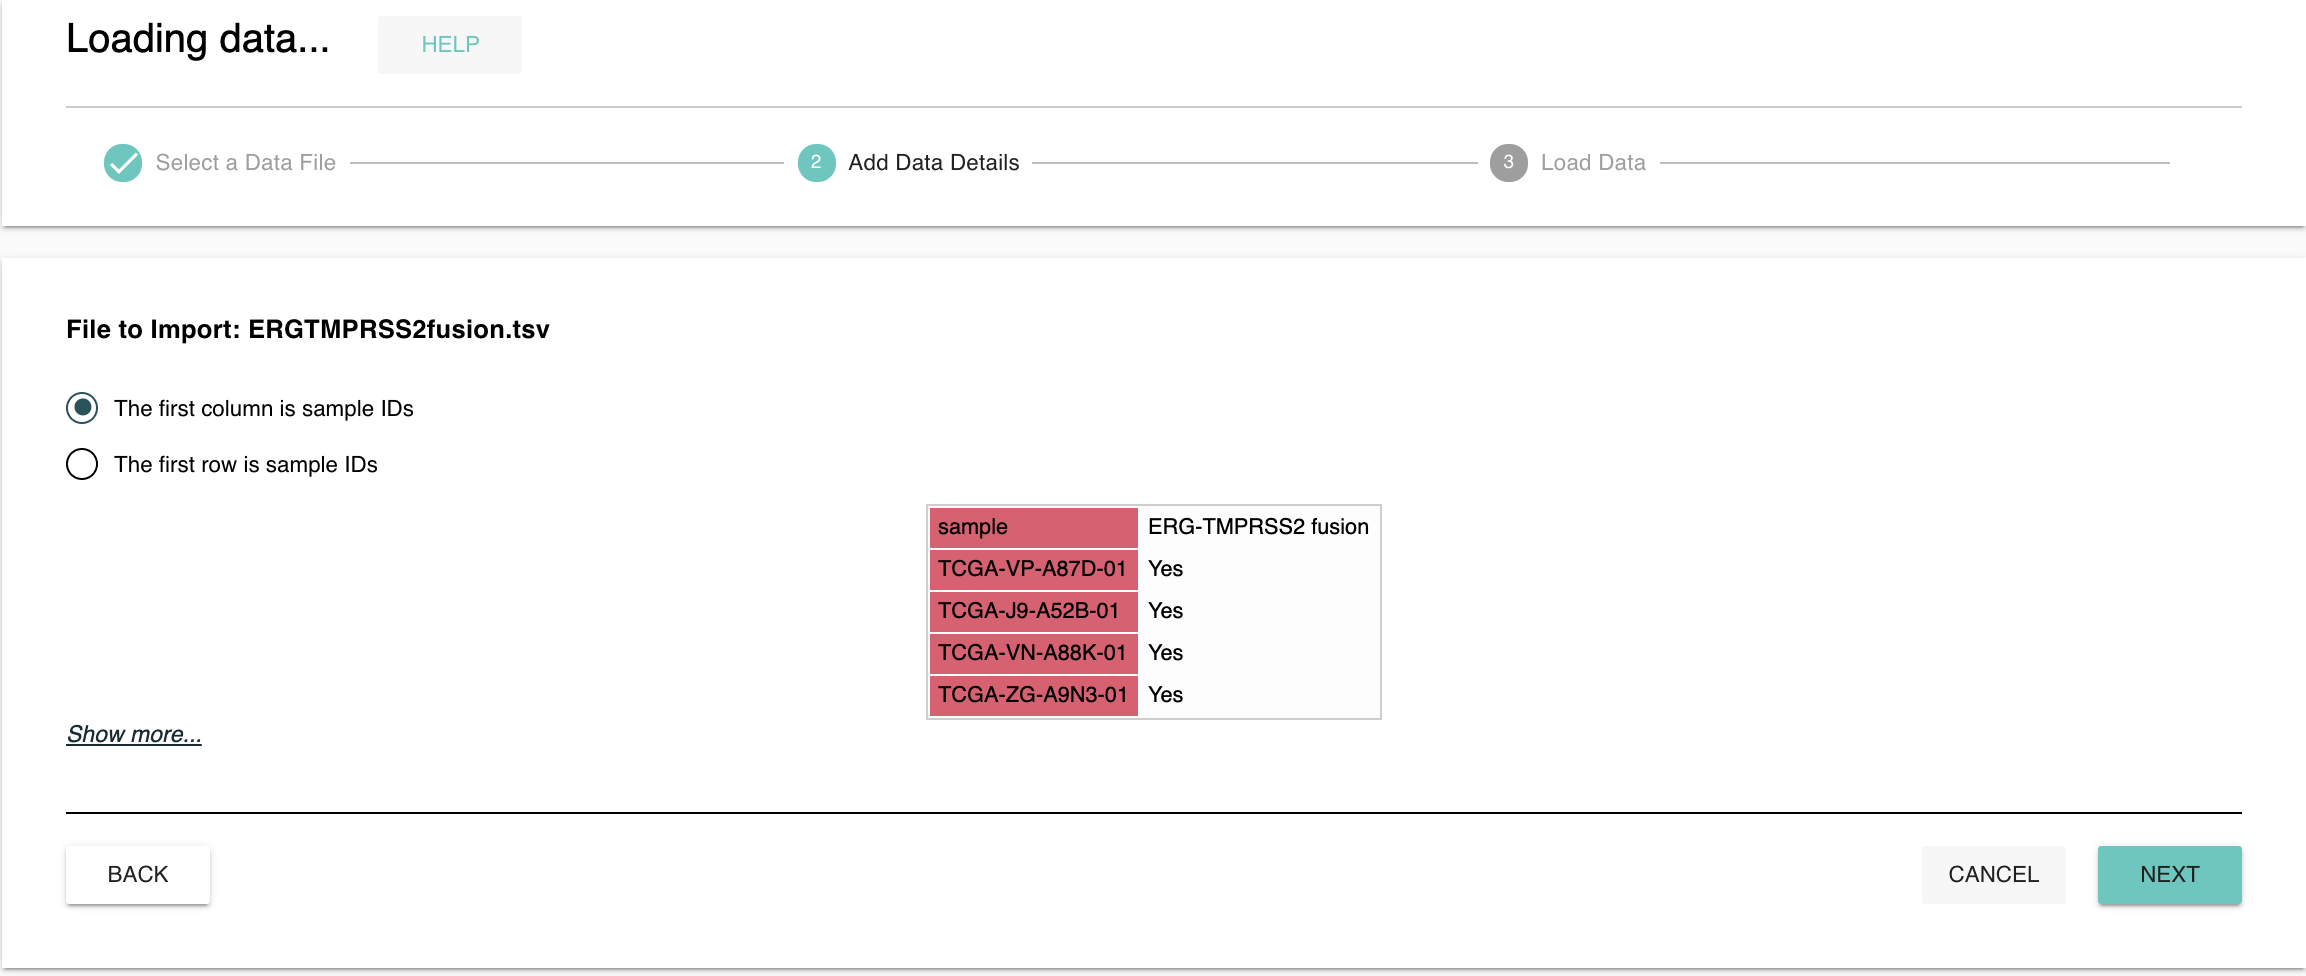 Loading data...
HELP
Select a Data File
2 Add Data Details
3 Load Data
File to Import: ERGTMPRSS2fusion.tsv
The first column is sample IDs
The first row is sample IDs
sample ERG-TMPRSS2 fusion
TCGA-VP-A87D-01 Yes
TCGA-J9-A52B-01 Yes
TCGA-VN-A88K-01 Yes
TCGA-ZG-A9N3-01 Yes
Show more...
BACK
CANCEL
NEXT